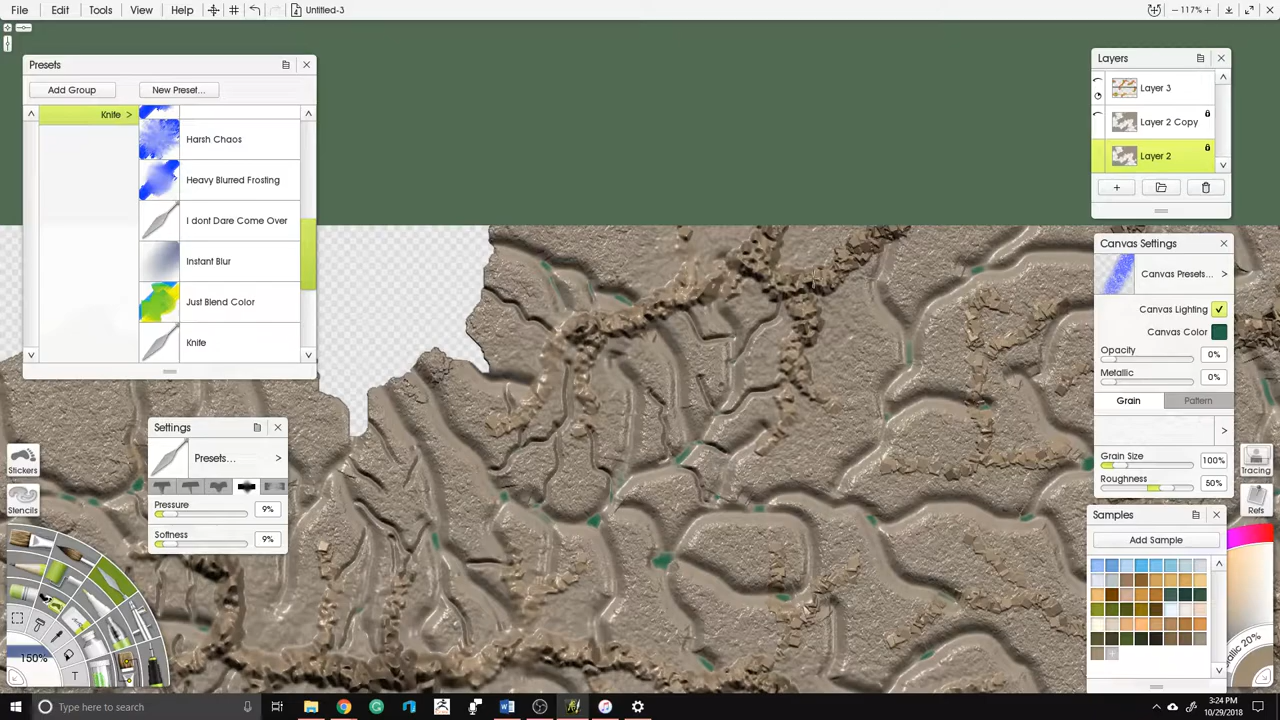 File Edit Tools View Untitled-3 - 117% +
Presets
Add Group New Preset...
Knife >
Harsh Chaos
Heavy Blurred Frosting
I dont Dare Come Over
Instant Blur
Just Blend Color
Knife
Settings
Presets... >
Pressure
9%
Softness
9%
Stickers
Stencils
150%
T
Layers
Layer 3
Layer 2 Copy
Layer 2
Canvas Settings
Canvas Presets... >
Canvas Lighting
Canvas Color
Opacity
0%
Metallic
0%
Grain Pattern
>
Grain Size
100%
Roughness
50%
Tracing
Refs
Samples
Add Sample
Metallic 20%
Type here to search
3:24 PM
10/29/2018